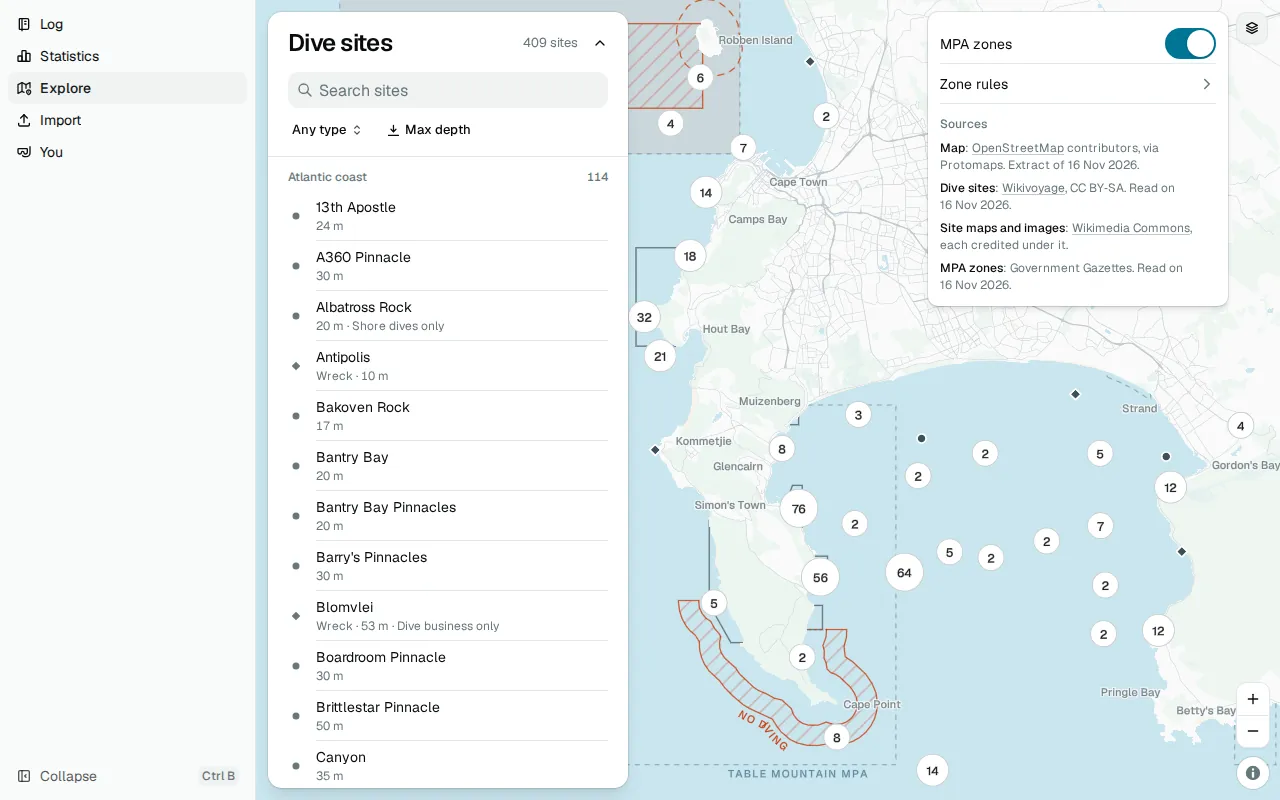 Log
Statistics
Explore
Import
You
Collapse
Ctrl B
Dive sites
409 sites
Search sites
Any type
Max depth
Atlantic coast
114
13th Apostle
24 m
A360 Pinnacle
30 m
Albatross Rock
20 m · Shore dives only
Antipolis
Wreck · 10 m
Bakoven Rock
17 m
Bantry Bay
20 m
Bantry Bay Pinnacles
20 m
Barry's Pinnacles
30 m
Blomvlei
Wreck · 53 m · Dive business only
Boardroom Pinnacle
30 m
Brittlestar Pinnacle
50 m
Canyon
35 m
Robben Island
6
4
2
7
Cape Town
14
Camps Bay
18
32
Hout Bay
21
Muizenberg
3
Strand
4
Kommetjie
8
2
5
Glencairn
Gordon's Bay
2
12
Simon's Town
76
2
7
2
5
2
56
64
2
5
2
12
2
Pringle Bay
Cape Point
Betty's Bay
NO DIVING
8
TABLE MOUNTAIN MPA
14
MPA zones
Zone rules
Sources
Map: OpenStreetMap contributors, via
Protomaps. Extract of 16 Nov 2026.
Dive sites: Wikivoyage, CC BY-SA. Read on
16 Nov 2026.
Site maps and images: Wikimedia Commons,
each credited under it.
MPA zones: Government Gazettes. Read on
16 Nov 2026.
+
−